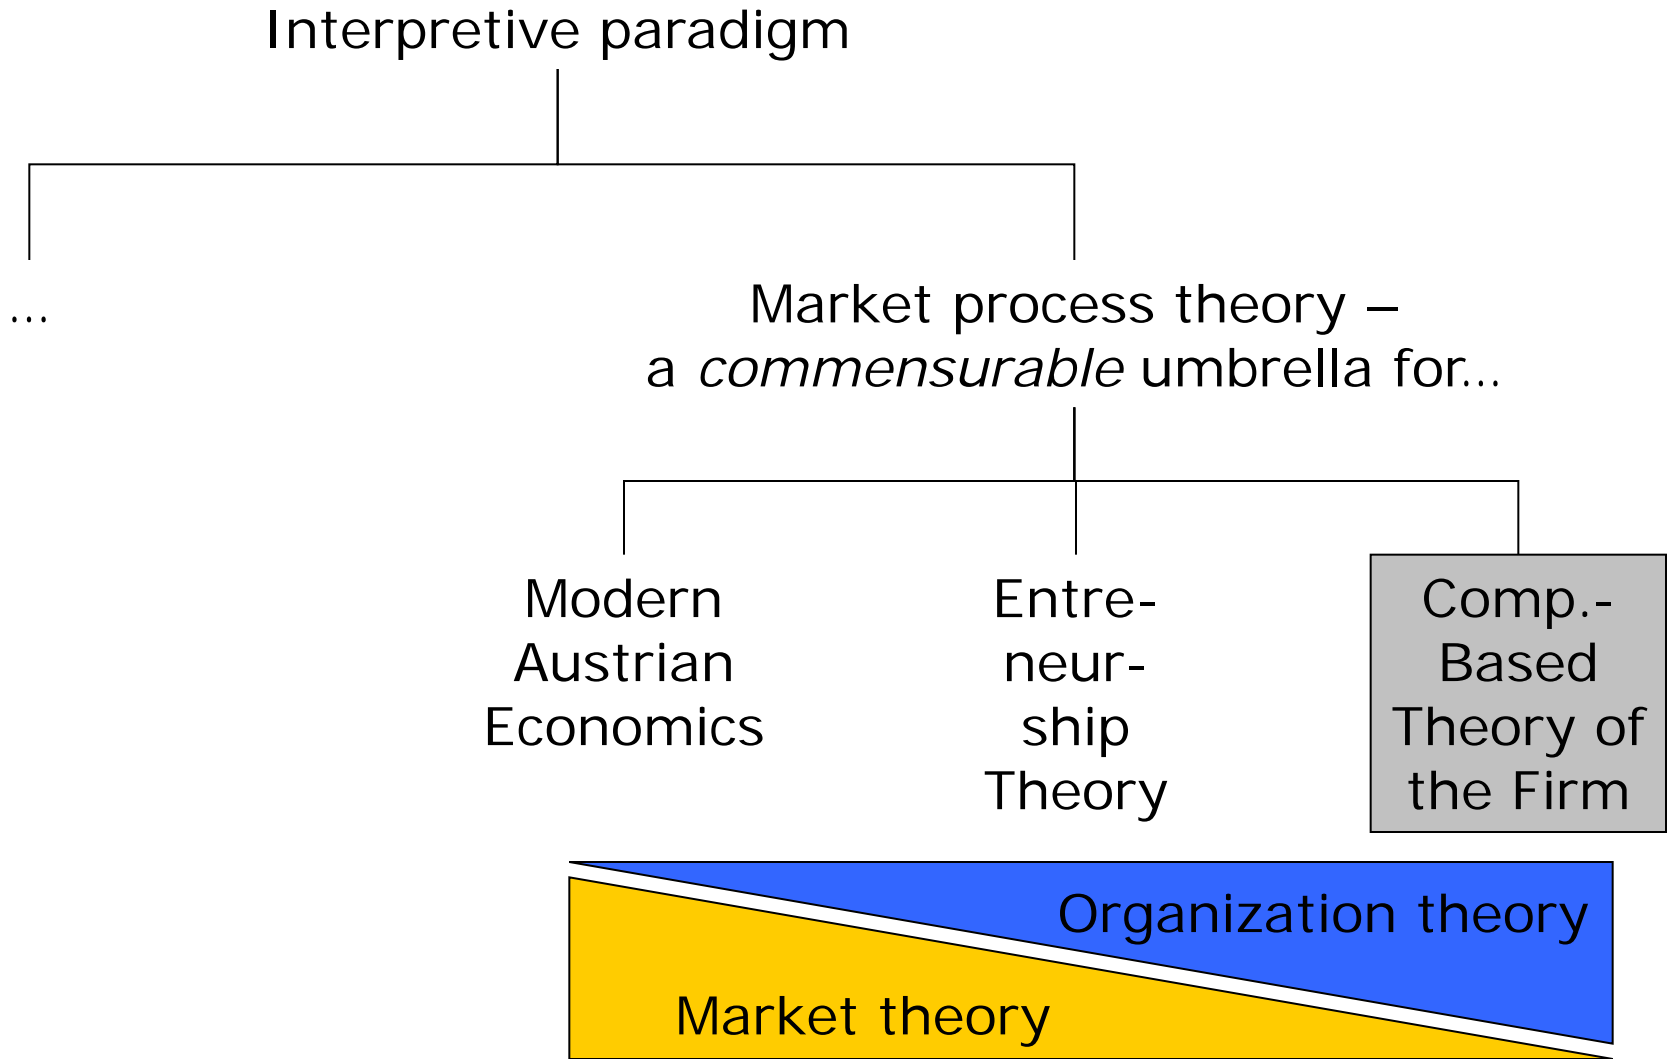 Interpretive paradigm
...
Market process theory –
a commensurable umbrella for...
Modern
Austrian
Economics
Entre-
neur-
ship
Theory
Comp.-
Based
Theory of
the Firm
Organization theory
Market theory